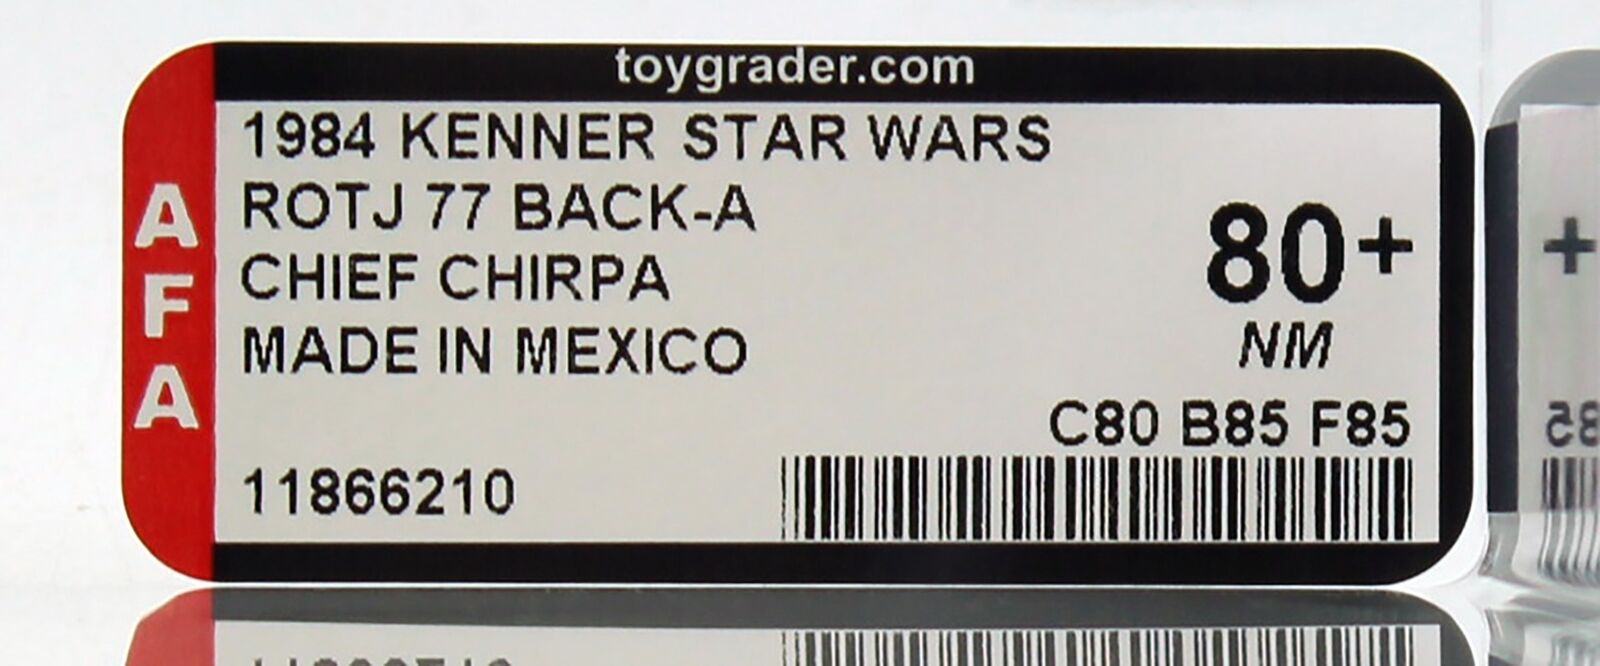 toygrader.com
AFA
1984 KENNER STAR WARS
ROTJ 77 BACK-A
CHIEF CHIRPA
MADE IN MEXICO
80+
NM
C80 B85 F85
11866210